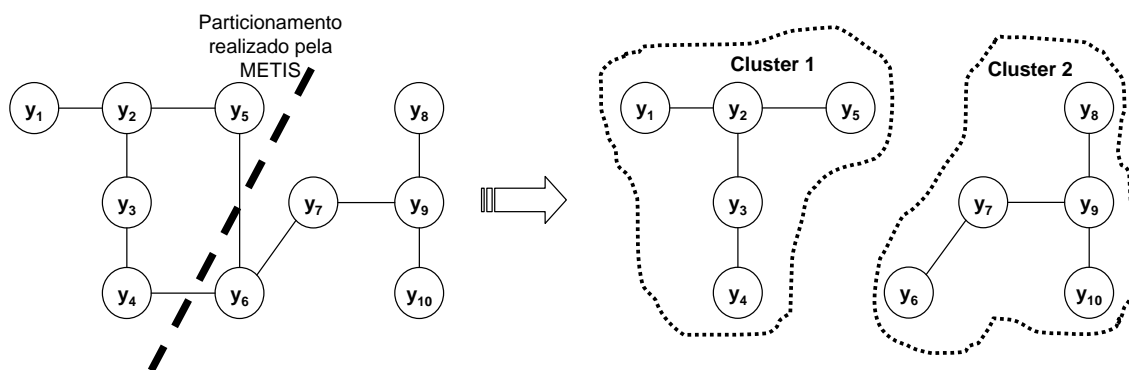 Particionamento
realizado pela
METIS
y1 y2 y5 y8
y3 y7 y9
y4 y6 y10
Cluster 1
y1 y2 y5
y3
y4
Cluster 2
y8
y7 y9
y6 y10